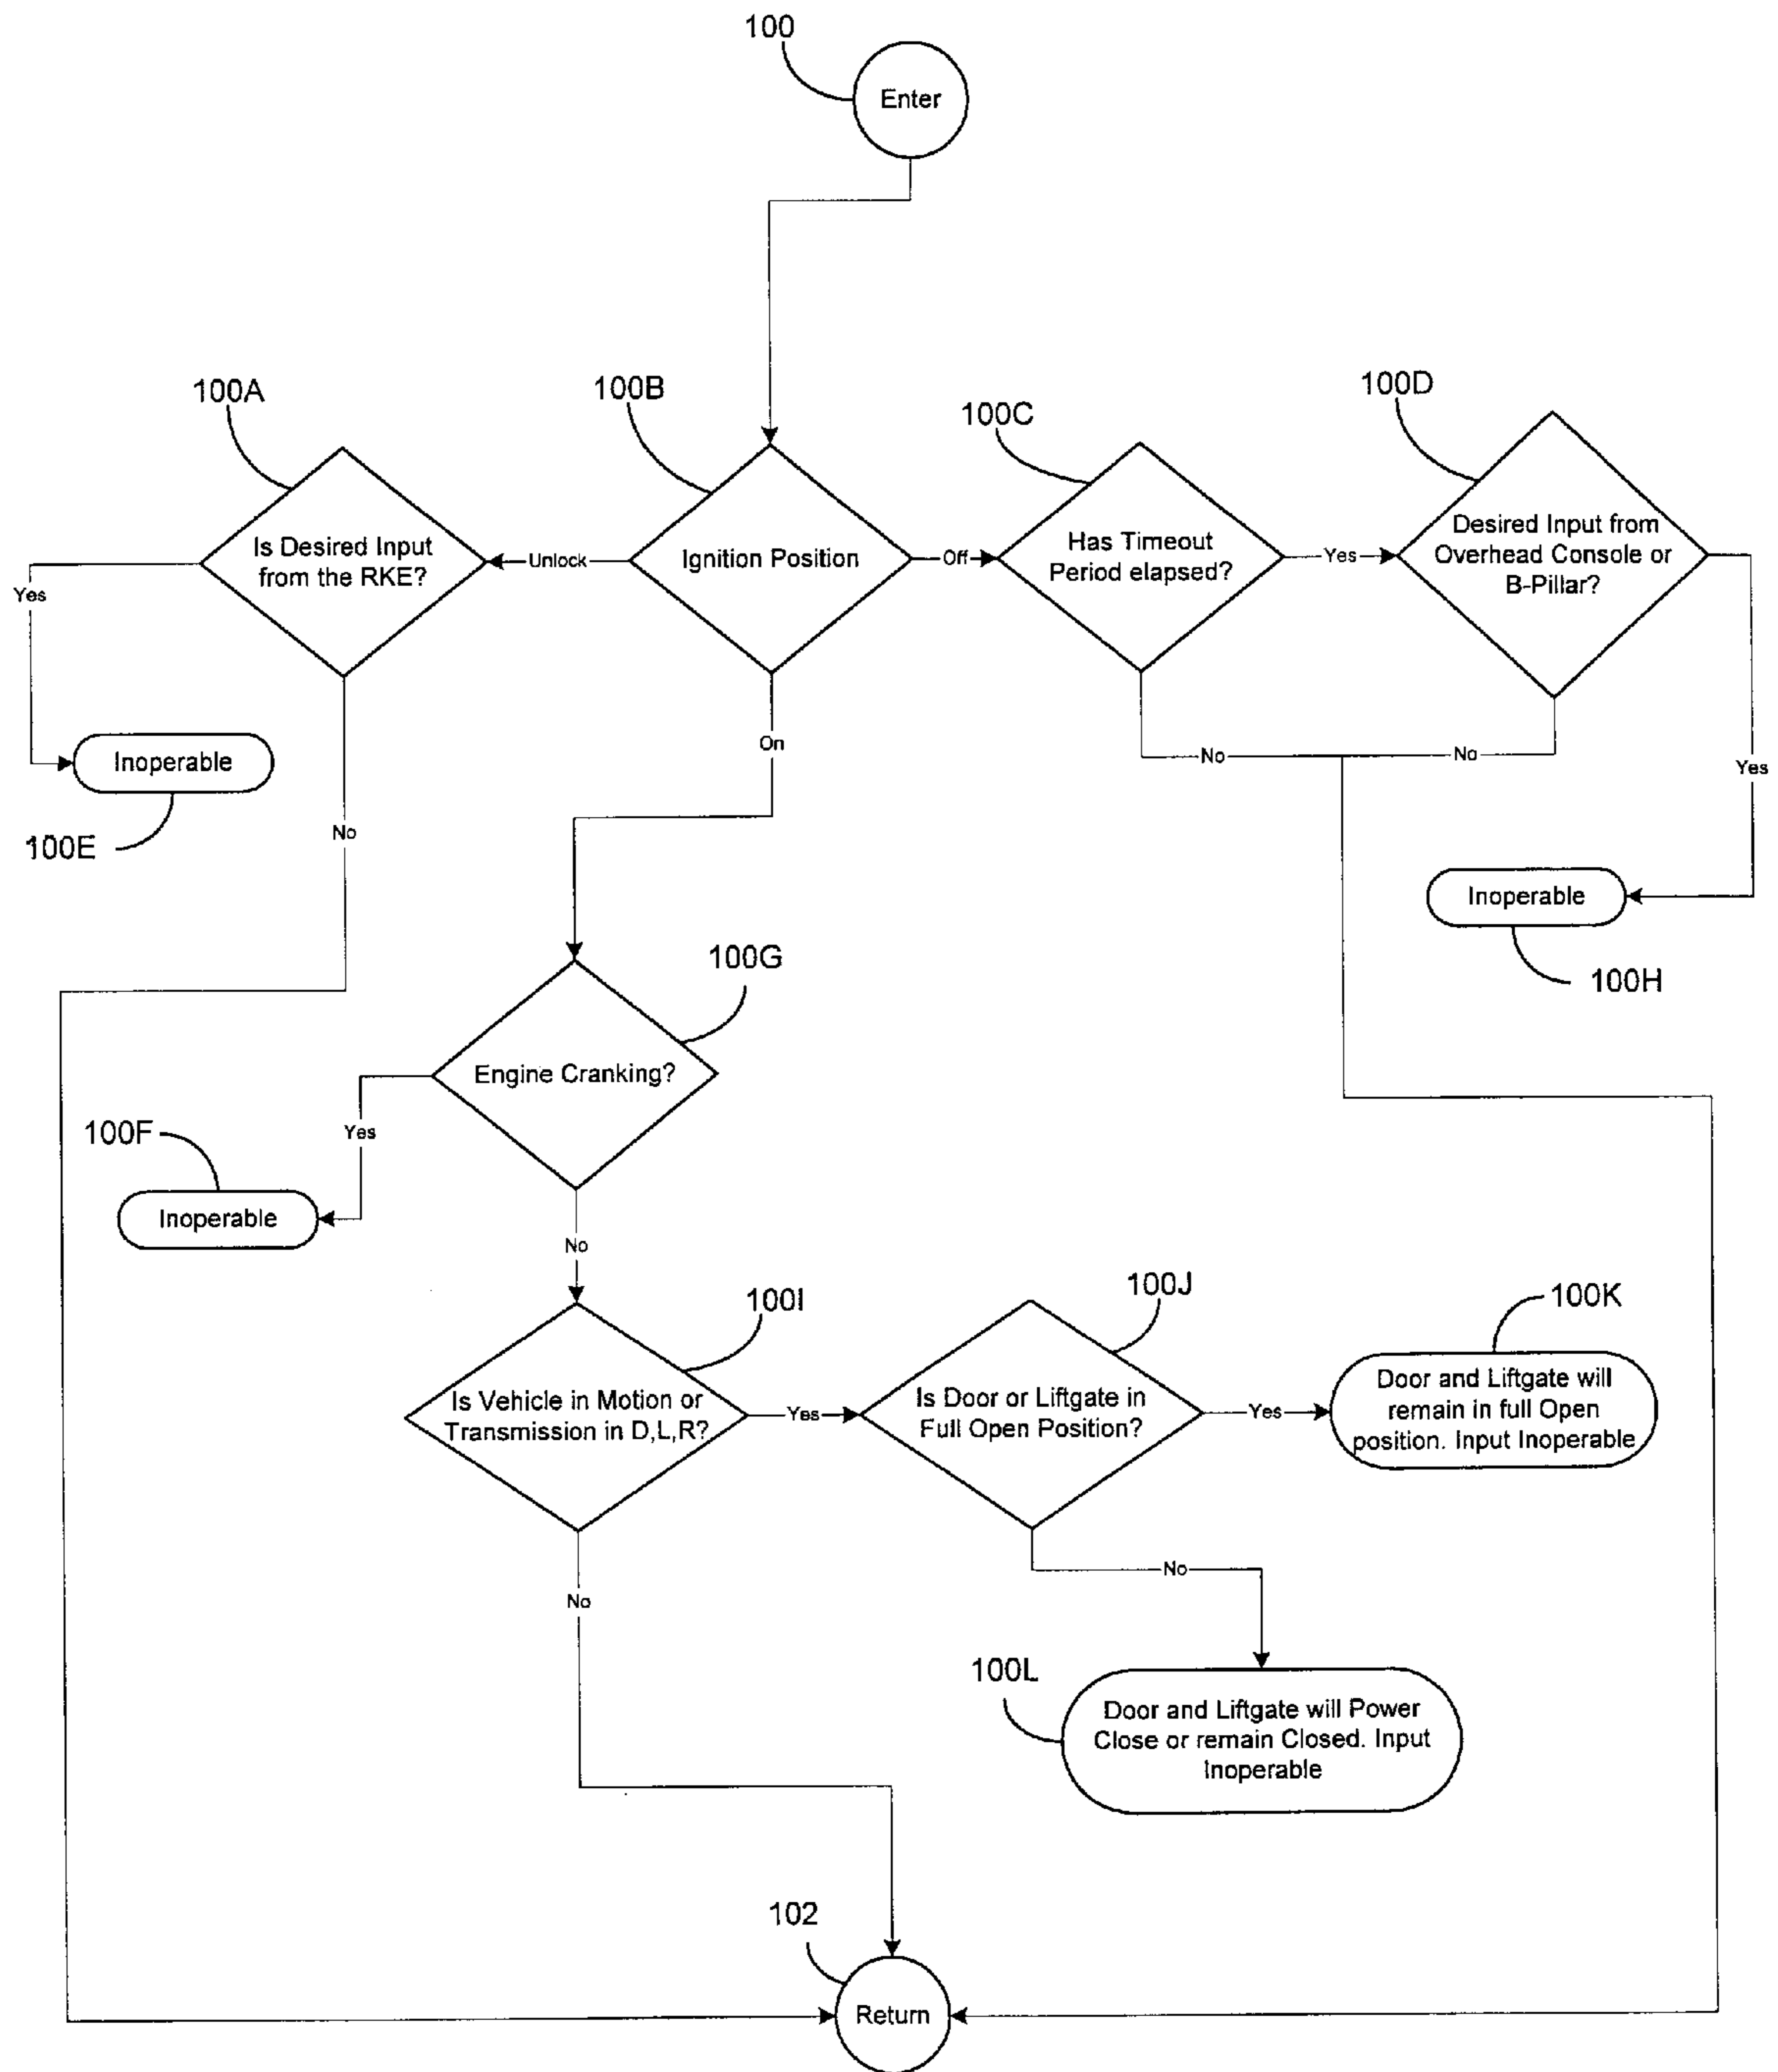 100
Enter
100A
100B
100C
100D
Is Desired Input
from the RKE?
Unlock
Ignition Position
Off
Has Timeout
Period elapsed?
Yes
Desired Input from
Overhead Console or
B-Pillar?
Yes
Inoperable
100E
No
On
No
No
Yes
Inoperable
100H
100G
Engine Cranking?
Yes
100F
Inoperable
No
100I
Is Vehicle in Motion or
Transmission in D,L,R?
Yes
100J
Is Door or Liftgate in
Full Open Position?
Yes
100K
Door and Liftgate will
remain in full Open
position. Input Inoperable
No
No
100L
Door and Liftgate will Power
Close or remain Closed. Input
Inoperable
102
Return